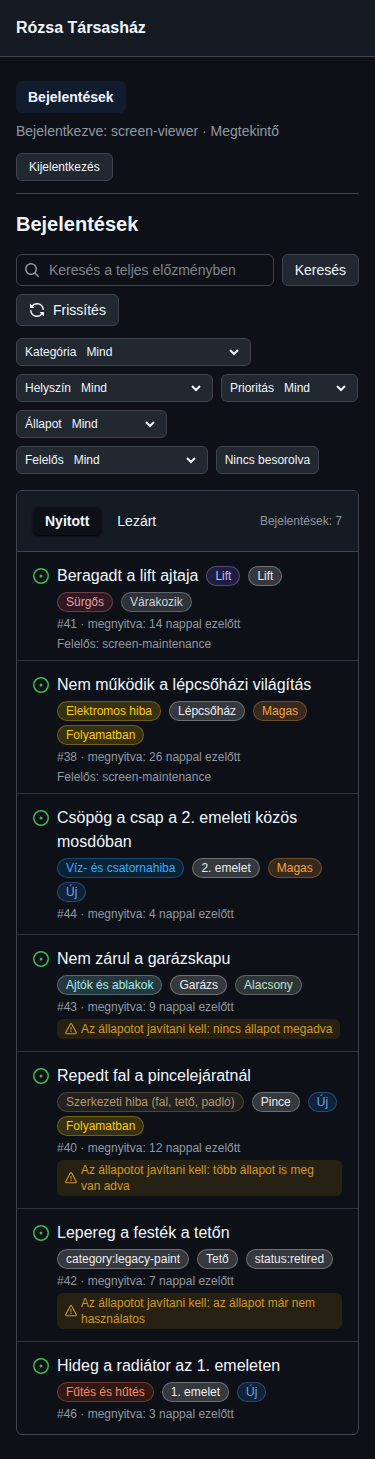 Rózsa Társasház
Bejelentések
Bejelentkezve: screen-viewer · Megtekintő
Kijelentkezés
Bejelentések
Keresés a teljes előzményben Keresés
Frissítés
Kategória Mind
Helyszín Mind Prioritás Mind
Állapot Mind
Felelős Mind Nincs besorolva
Nyitott Lezárt Bejelentések: 7
Beragadt a lift ajtaja Lift Lift
Sürgős Várakozik
#41 · megnyitva: 14 nappal ezelőtt
Felelős: screen-maintenance
Nem működik a lépcsőházi világítás
Elektromos hiba Lépcsőház Magas
Folyamatban
#38 · megnyitva: 26 nappal ezelőtt
Felelős: screen-maintenance
Csöpög a csap a 2. emeleti közös
mosdóban
Víz- és csatornahiba 2. emelet Magas
Új
#44 · megnyitva: 4 nappal ezelőtt
Nem zárul a garázskapu
Ajtók és ablakok Garázs Alacsony
#43 · megnyitva: 9 nappal ezelőtt
Az állapotot javítani kell: nincs állapot megadva
Repedt fal a pincelejáratnál
Szerkezeti hiba (fal, tető, padló) Pince Új
Folyamatban
#40 · megnyitva: 12 nappal ezelőtt
Az állapotot javítani kell: több állapot is meg
van adva
Lepereg a festék a tetőn
category:legacy-paint Tető status:retired
#42 · megnyitva: 7 nappal ezelőtt
Az állapotot javítani kell: az állapot már nem
használatos
Hideg a radiátor az 1. emeleten
Fűtés és hűtés 1. emelet Új
#46 · megnyitva: 3 nappal ezelőtt